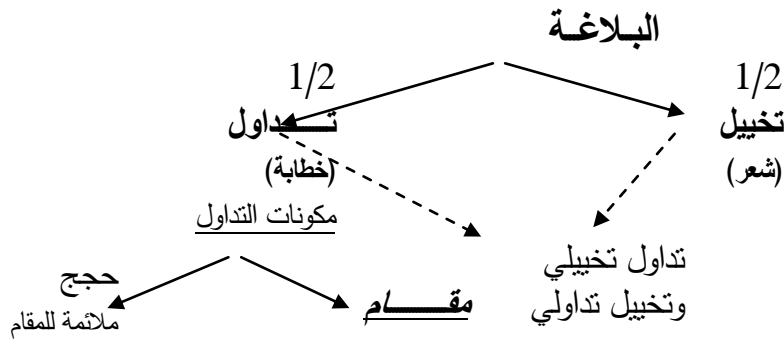 البلاغة
1/2
1/2
تخييل
تداول
(شعر)
(خطابة)
مكونات التداول
تداول تخييلي
وتخييل تداولي
مقام
حجج
ملائمة للمقام